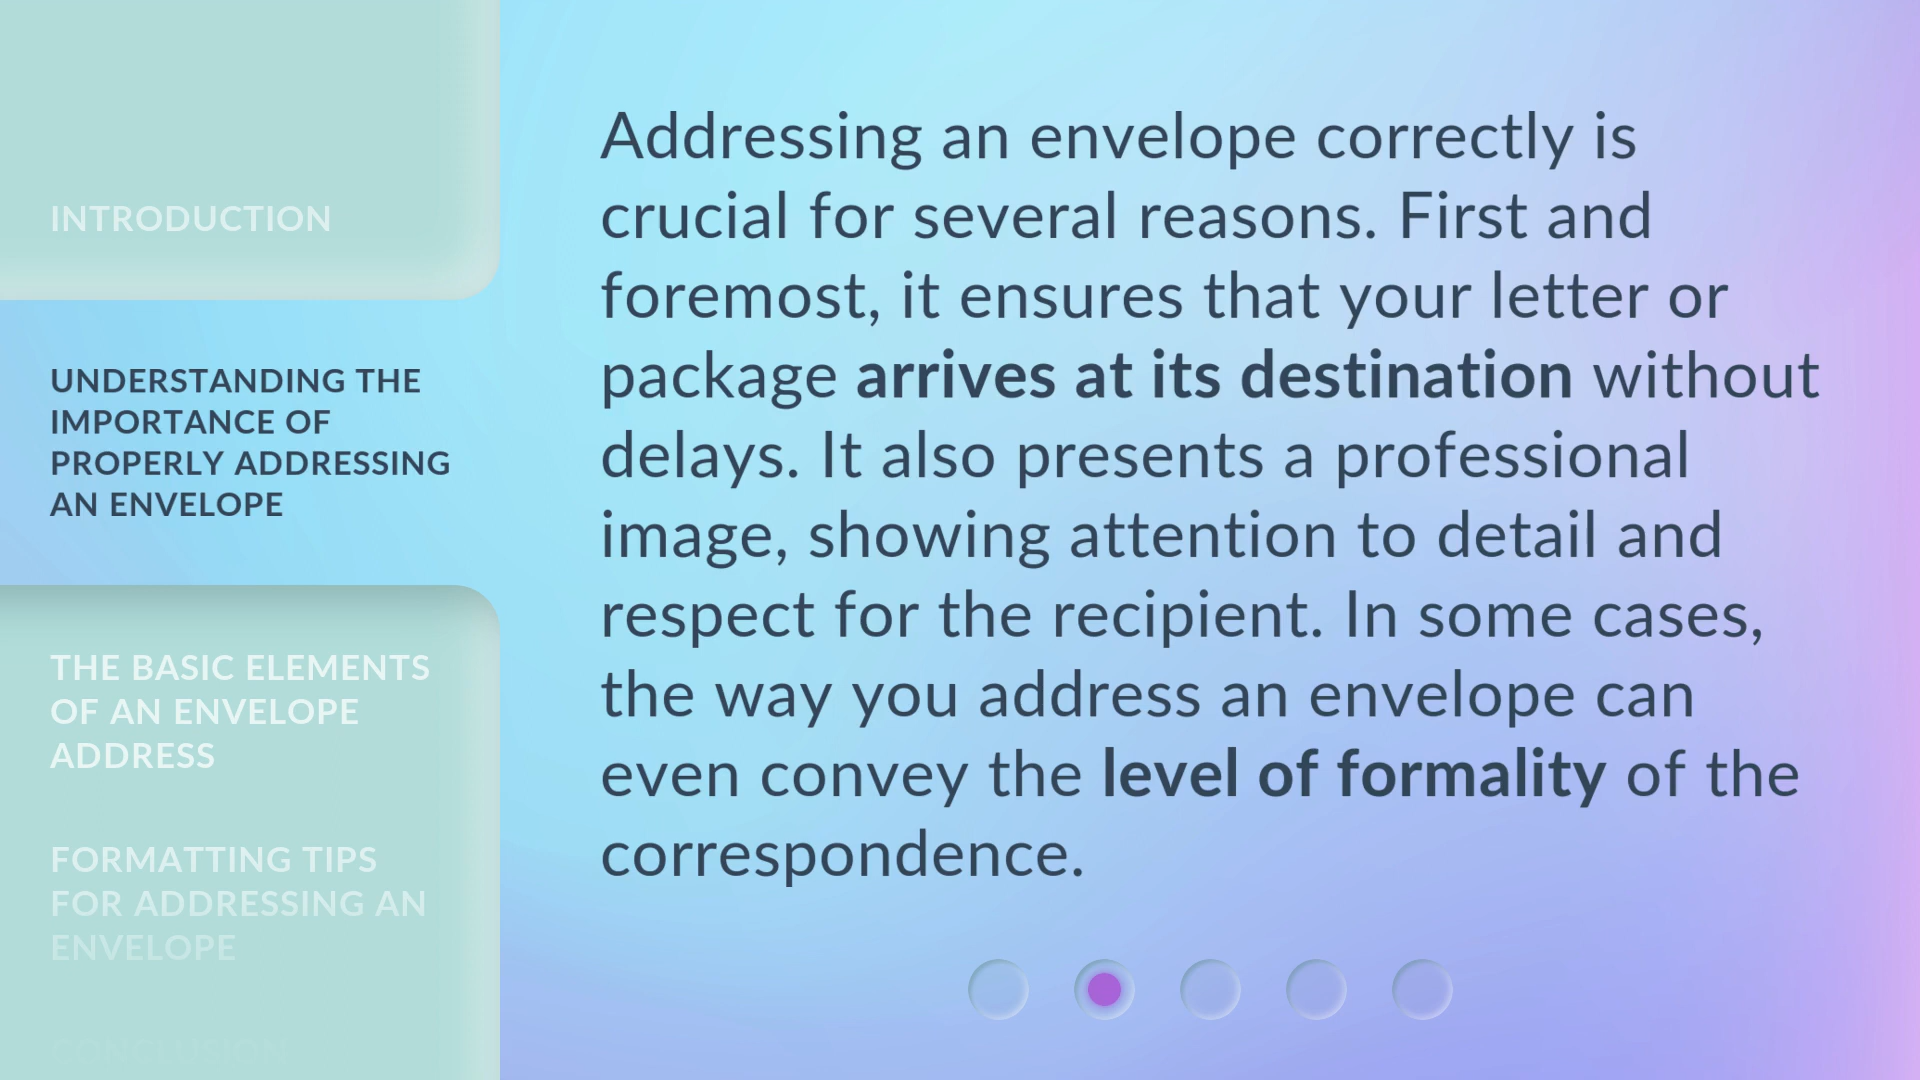 INTRODUCTION
UNDERSTANDING THE
IMPORTANCE OF
PROPERLY ADDRESSING
AN ENVELOPE
THE BASIC ELEMENTS
OF AN ENVELOPE
ADDRESS
FORMATTING TIPS
FOR ADDRESSING AN
ENVELOPE
CONCLUSION
Addressing an envelope correctly is
crucial for several reasons. First and
foremost, it ensures that your letter or
package arrives at its destination without
delays. It also presents a professional
image, showing attention to detail and
respect for the recipient. In some cases,
the way you address an envelope can
even convey the level of formality of the
correspondence.